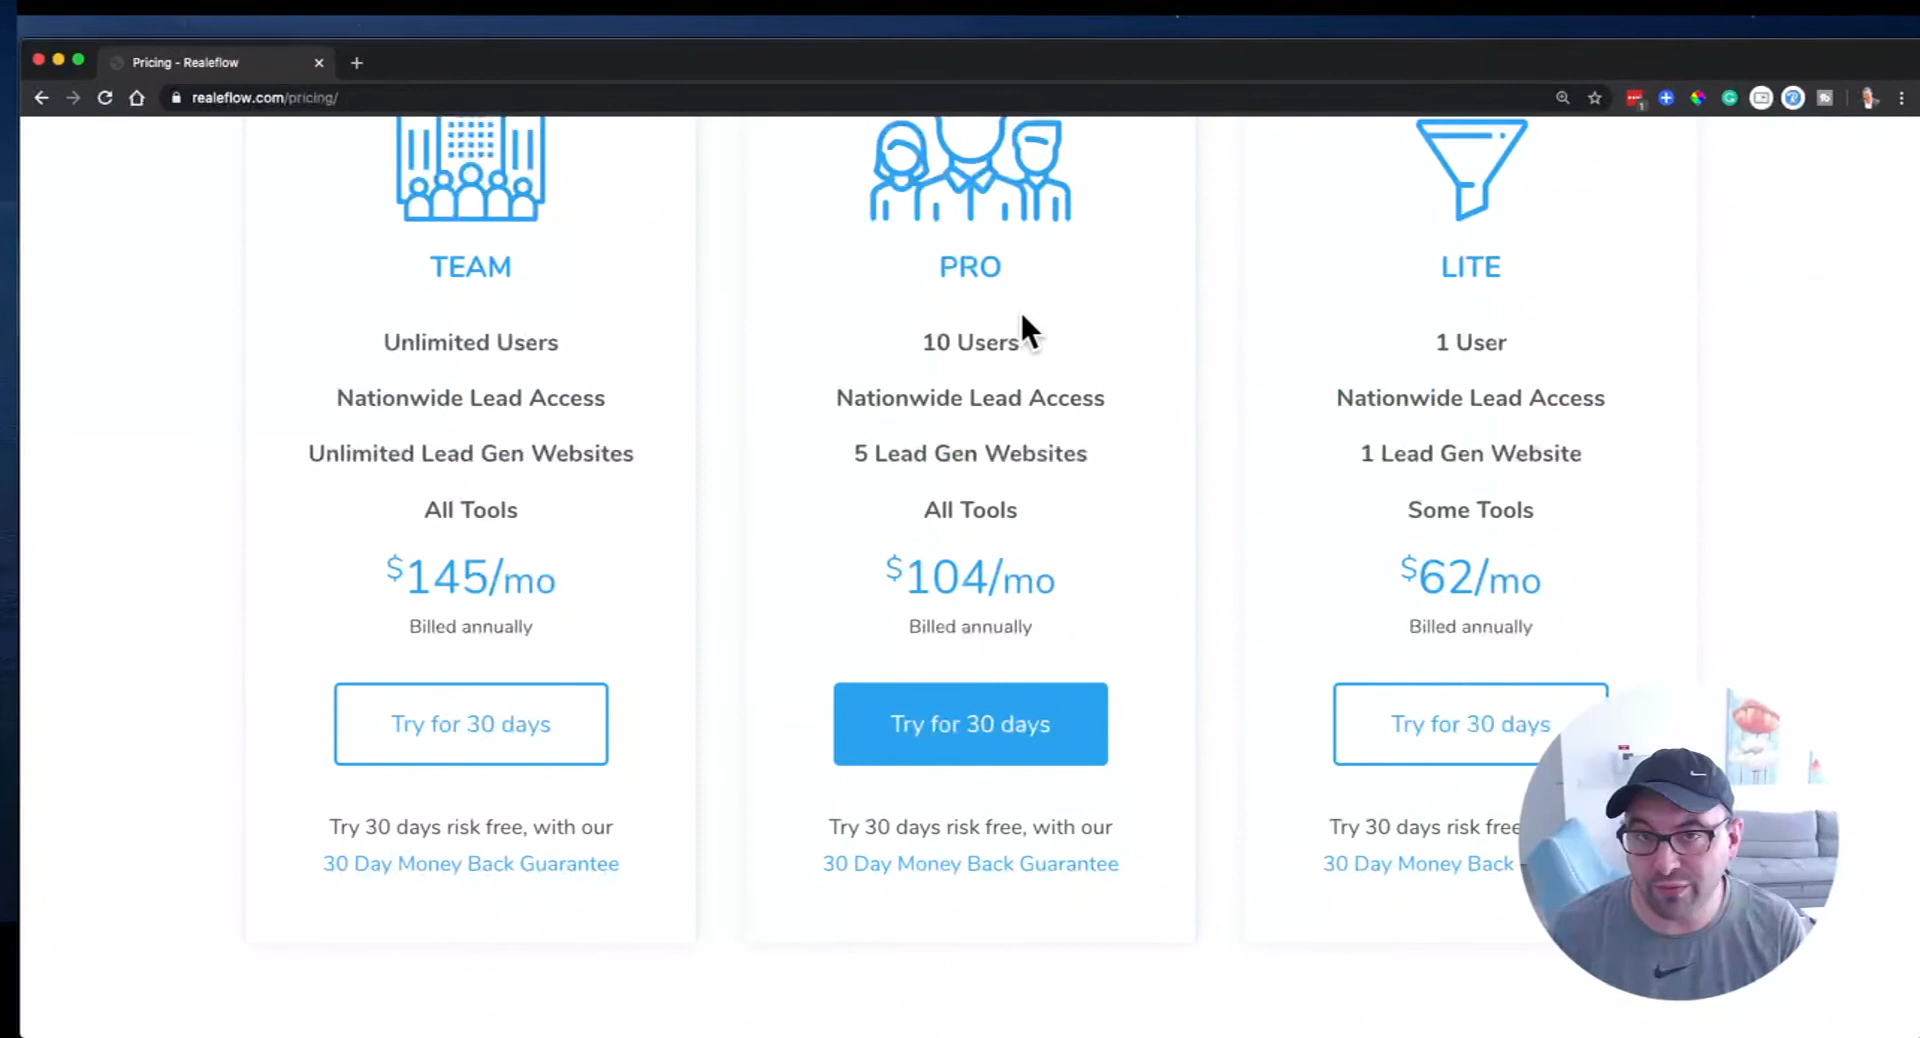 Pricing - Realeflow
realeflow.com/pricing/
TEAM
Unlimited Users
Nationwide Lead Access
Unlimited Lead Gen Websites
All Tools
$145/mo
Billed annually
Try for 30 days
Try 30 days risk free, with our
30 Day Money Back Guarantee
PRO
10 Users
Nationwide Lead Access
5 Lead Gen Websites
All Tools
$104/mo
Billed annually
Try for 30 days
Try 30 days risk free, with our
30 Day Money Back Guarantee
LITE
1 User
Nationwide Lead Access
1 Lead Gen Website
Some Tools
$62/mo
Billed annually
Try for 30 days
Try 30 days risk free
30 Day Money Back